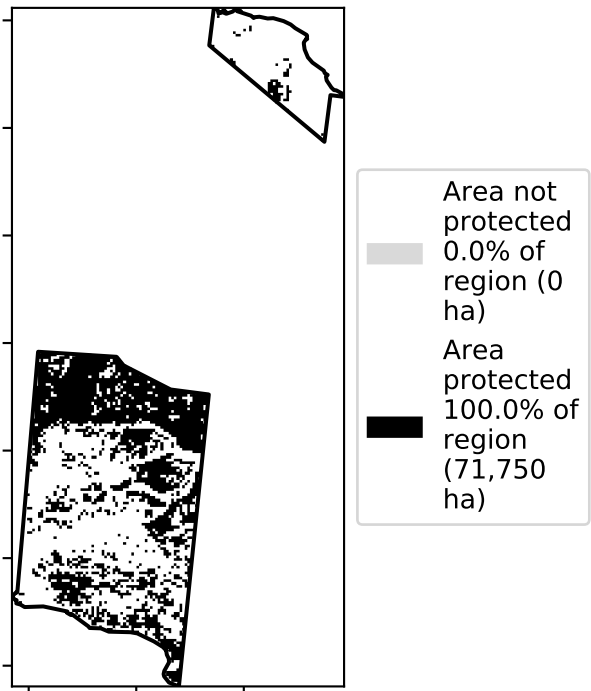 Area not
protected
0.0% of
region (0
ha)
Area
protected
100.0% of
region
(71,750
ha)